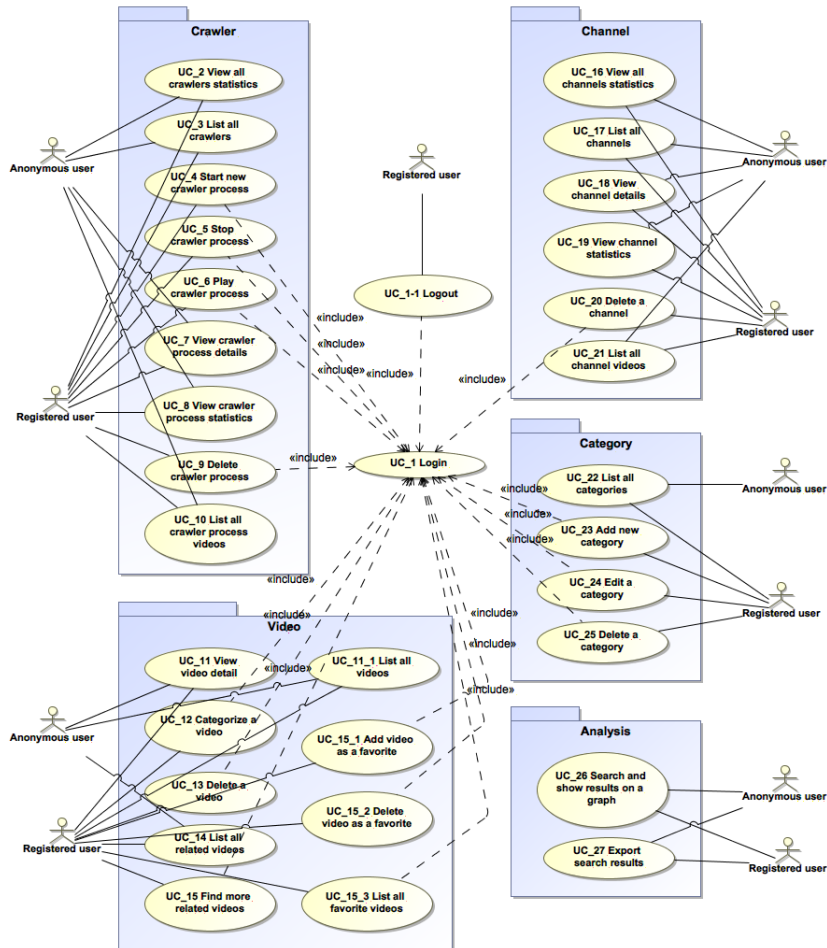 Crawler
UC_2 View all
crawlers statistics
UC_3 List all
crawlers
UC_4 Start new
crawler process
UC_5 Stop
crawler process
UC_6 Play
crawler process
UC_7 View crawler
process details
UC_8 View crawler
process statistics
UC_9 Delete
crawler process
UC_10 List all
crawler process
videos
Anonymous user
Registered user
Registered user
UC_1-1 Logout
«include»
«include»
«include»
«include»
«include»
«include»
UC_1 Login
Channel
UC_16 View all
channels statistics
UC_17 List all
channels
UC_18 View
channel details
UC_19 View channel
statistics
UC_20 Delete a
channel
UC_21 List all
channel videos
Anonymous user
Registered user
Category
UC_22 List all
categories
UC_23 Add new
category
UC_24 Edit a
category
UC_25 Delete a
category
«include»
«include»
«include»
Anonymous user
Registered user
Video
UC_11 View
video detail
UC_11_1 List all
videos
UC_12 Categorize a
video
UC_15_1 Add video
as a favorite
UC_13 Delete a
video
UC_15_2 Delete
video as a favorite
UC_14 List all
related videos
UC_15 Find more
related videos
UC_15_3 List all
favorite videos
«include»
«include»
«include»
«include»
«include»
«include»
Anonymous user
Registered user
Analysis
UC_26 Search and
show results on a
graph
UC_27 Export
search results
Anonymous user
Registered user